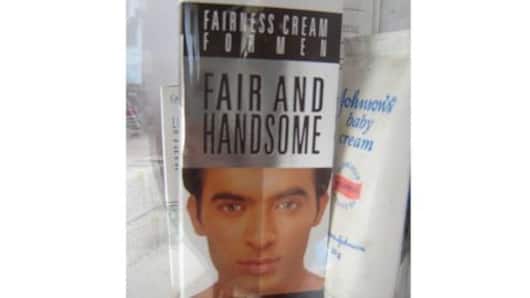 FAIRNESS CREAM
FOR MEN
FAIR AND
HANDSOME
Johnson's
baby
cream